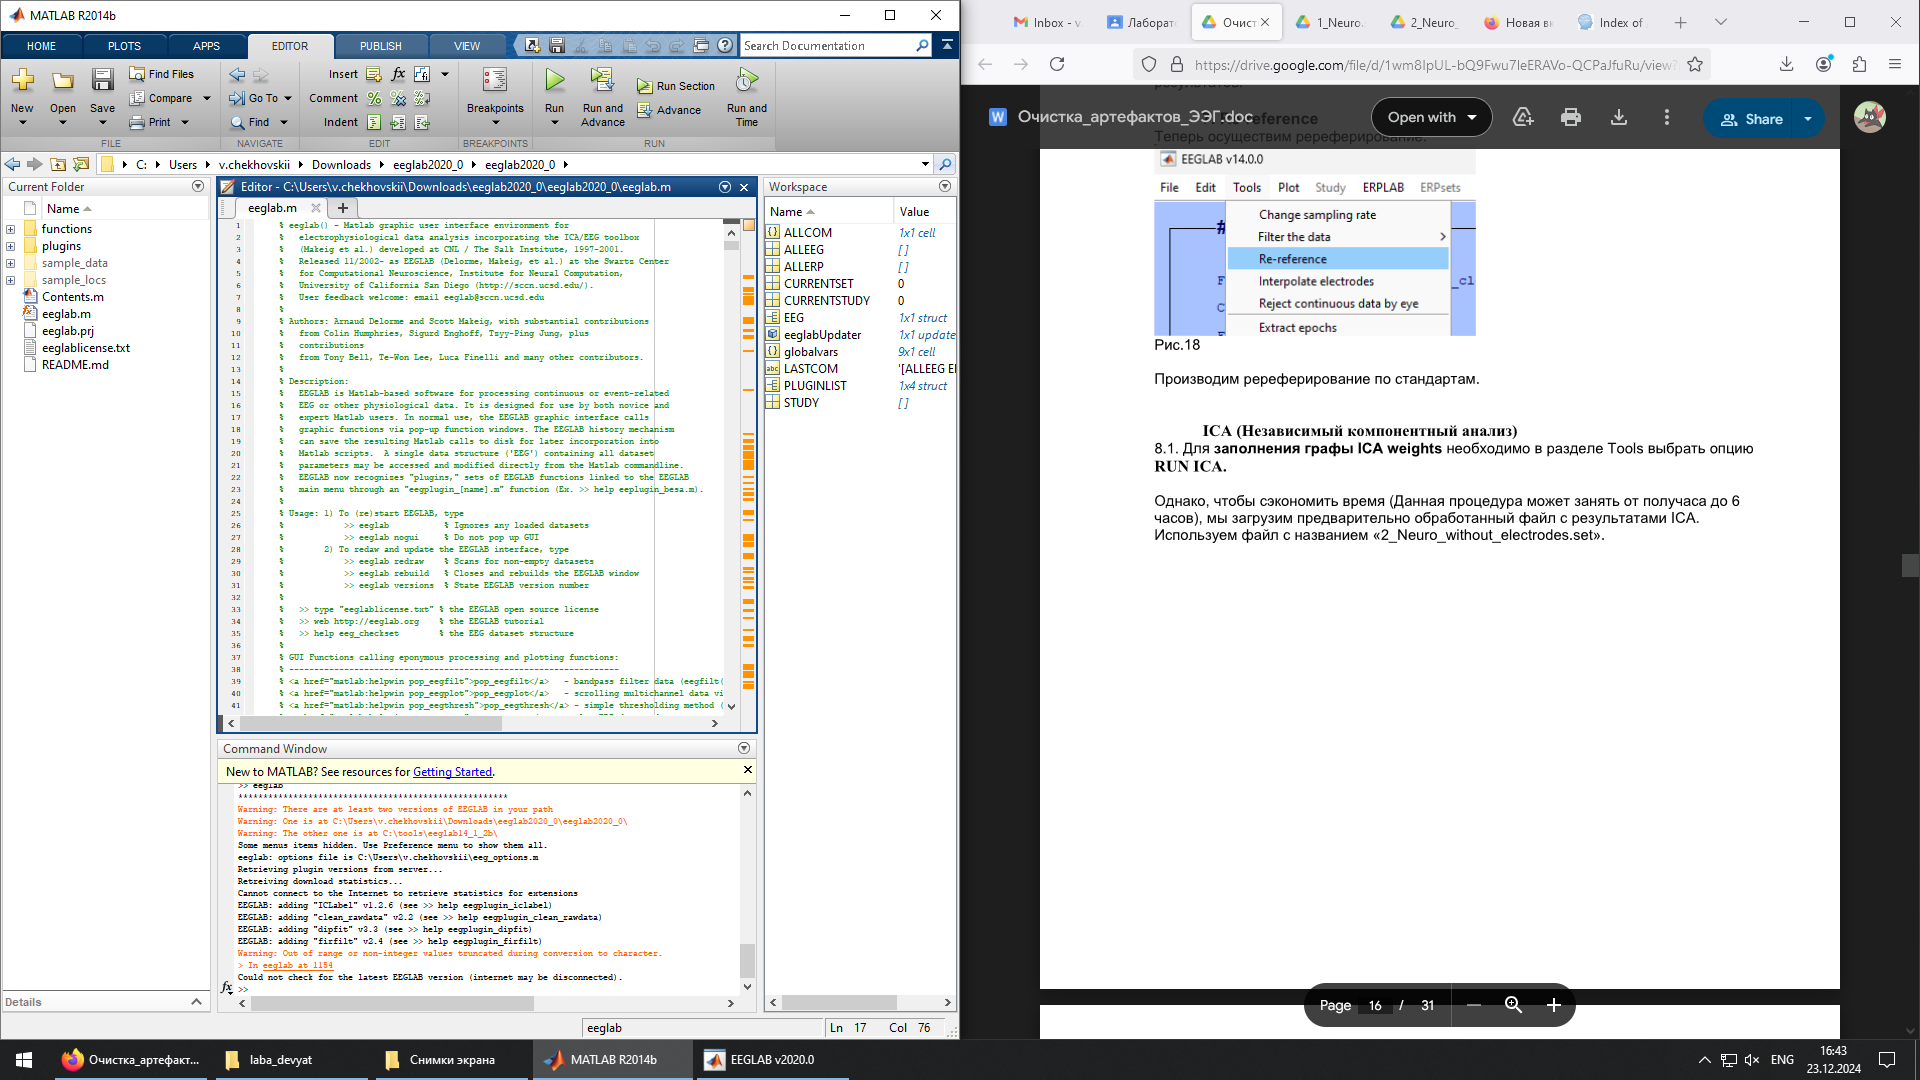 MATLAB R2014b
HOME PLOTS APPS EDITOR PUBLISH VIEW
Search Documentation
New
Open
Save
Find Files
Compare
Print
FILE
Go To
Find
NAVIGATE
Insert
Comment
Indent
EDIT
Breakpoints
BREAKPOINTS
Run
Run and Advance
Run Section
Advance
Run and Time
RUN
C: Users v.chekhovskii Downloads eeglab2020_0 eeglab2020_0
Current Folder
Name
functions
plugins
sample_data
sample_locs
Contents.m
eeglab.m
eeglab.prj
eeglablicense.txt
README.md
Details
Editor - C:\Users\v.chekhovskii\Downloads\eeglab2020_0\eeglab2020_0\eeglab.m
eeglab.m
1 % eeglab() - Matlab graphic user interface environment for
2 % electrophysiological data analysis incorporating the ICA/EEG toolbox
3 % (Makeig et al.) developed at CNL / The Salk Institute, 1997-2001.
4 % Released 11/2002- as EEGLAB (Delorme, Makeig, et al.) at the Swartz Center
5 % for Computational Neuroscience, Institute for Neural Computation,
6 % University of California San Diego (http://sccn.ucsd.edu/).
7 % User feedback welcome: email eeglab@sccn.ucsd.edu
8 %
9 % Authors: Arnaud Delorme and Scott Makeig, with substantial contributions
10 % from Colin Humphries, Sigurd Enghoff, Tzyy-Ping Jung, plus
11 % contributions
12 % from Tony Bell, Te-Won Lee, Luca Finelli and many other contributors.
13 %
14 % Description:
15 % EEGLAB is Matlab-based software for processing continuous or event-related
16 % EEG or other physiological data. It is designed for use by both novice and
17 % expert Matlab users. In normal use, the EEGLAB graphic interface calls
18 % graphic functions via pop-up function windows. The EEGLAB history mechanism
19 % can save the resulting Matlab calls to disk for later incorporation into
20 % Matlab scripts. A single data structure ('EEG') containing all dataset
21 % parameters may be accessed and modified directly from the Matlab commandline.
22 % EEGLAB now recognizes "plugins," sets of EEGLAB functions linked to the EEGLAB
23 % main menu through an "eegplugin_[name].m" function (Ex. >> help eeplugin_besa.m).
24 %
25 % Usage: 1) To (re)start EEGLAB, type
26 % >> eeglab % Ignores any loaded datasets
27 % >> eeglab nogui % Do not pop up GUI
28 % 2) To redaw and update the EEGLAB interface, type
29 % >> eeglab redraw % Scans for non-empty datasets
30 % >> eeglab rebuild % Closes and rebuilds the EEGLAB window
31 % >> eeglab versions % State EEGLAB version number
32 %
33 % >> type "eeglablicense.txt" % the EEGLAB open source license
34 % >> web http://eeglab.org % the EEGLAB tutorial
35 % >> help eeg_checkset % the EEG dataset structure
36 %
37 % GUI Functions calling eponymous processing and plotting functions:
38 % ------------------------------------------------------------------
39 % <a href="matlab:helpwin pop_eegfilt">pop_eegfilt</a> - bandpass filter data (eegfilt(
40 % <a href="matlab:helpwin pop_eegplot">pop_eegplot</a> - scrolling multichannel data vi
41 % <a href="matlab:helpwin pop_eegthresh">pop_eegthresh</a> - simple thresholding method (
Workspace
Name Value
ALLCOM 1x1 cell
ALLEEG []
ALLERP []
CURRENTSET 0
CURRENTSTUDY 0
EEG 1x1 struct
eeglabUpdater 1x1 update
globalvars 9x1 cell
LASTCOM '[ALLEEG E
PLUGINLIST 1x4 struct
STUDY []
Command Window
New to MATLAB? See resources for Getting Started.
>> eeglab
******************************************************
Warning: There are at least two versions of EEGLAB in your path
Warning: One is at C:\Users\v.chekhovskii\Downloads\eeglab2020_0\eeglab2020_0\
Warning: The other one is at C:\tools\eeglab14_1_2b\
Some menus items hidden. Use Preference menu to show them all.
eeglab: options file is C:\Users\v.chekhovskii\eeg_options.m
Retrieving plugin versions from server...
Retreiving download statistics...
Cannot connect to the Internet to retrieve statistics for extensions
EEGLAB: adding "ICLabel" v1.2.6 (see >> help eegplugin_iclabel)
EEGLAB: adding "clean_rawdata" v2.2 (see >> help eegplugin_clean_rawdata)
EEGLAB: adding "dipfit" v3.3 (see >> help eegplugin_dipfit)
EEGLAB: adding "firfilt" v2.4 (see >> help eegplugin_firfilt)
Warning: Out of range or non-integer values truncated during conversion to character.
> In eeglab at 1154
Could not check for the latest EEGLAB version (internet may be disconnected).
>>
eeglab
Ln 17 Col 76
Inbox - v Лаборат Очист 1_Neuro. 2_Neuro_ Новая вк Index of
https://drive.google.com/file/d/1wm8IpUL-bQ9Fwu7IeERAVo-QCPaJfuRu/view?
Очистка_артефактов_ЭЭГ.doc
Open with
Share
Теперь осуществим ререферирование.
EEGLAB v14.0.0
File Edit Tools Plot Study ERPLAB ERPsets
Change sampling rate
Filter the data
Re-reference
Interpolate electrodes
Reject continuous data by eye
Extract epochs
Рис.18
Производим ререферирование по стандартам.
ICA (Независимый компонентный анализ)
8.1. Для заполнения графы ICA weights необходимо в разделе Tools выбрать опцию
RUN ICA.
Однако, чтобы сэкономить время (Данная процедура может занять от получаса до 6
часов), мы загрузим предварительно обработанный файл с результатами ICA.
Используем файл с названием «2_Neuro_without_electrodes.set».
Page 16 / 31
Очистка_артефакт... laba_devyat Снимки экрана MATLAB R2014b EEGLAB v2020.0
ENG
16:43
23.12.2024